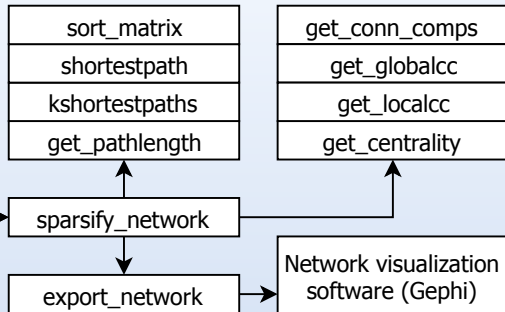 sort_matrix
shortestpath
kshortestpaths
get_pathlength
get_conn_comps
get_globalcc
get_localcc
get_centrality
sparsify_network
export_network
Network visualization
software (Gephi)